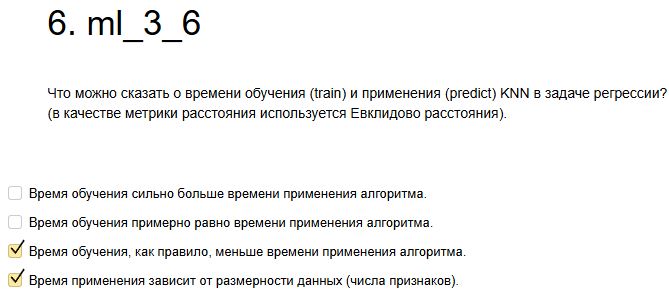 6. ml_3_6
Что можно сказать о времени обучения (train) и применения (predict) KNN в задаче регрессии?
(в качестве метрики расстояния используется Евклидово расстояния).
Время обучения сильно больше времени применения алгоритма.
Время обучения примерно равно времени применения алгоритма.
Время обучения, как правило, меньше времени применения алгоритма.
Время применения зависит от размерности данных (числа признаков).